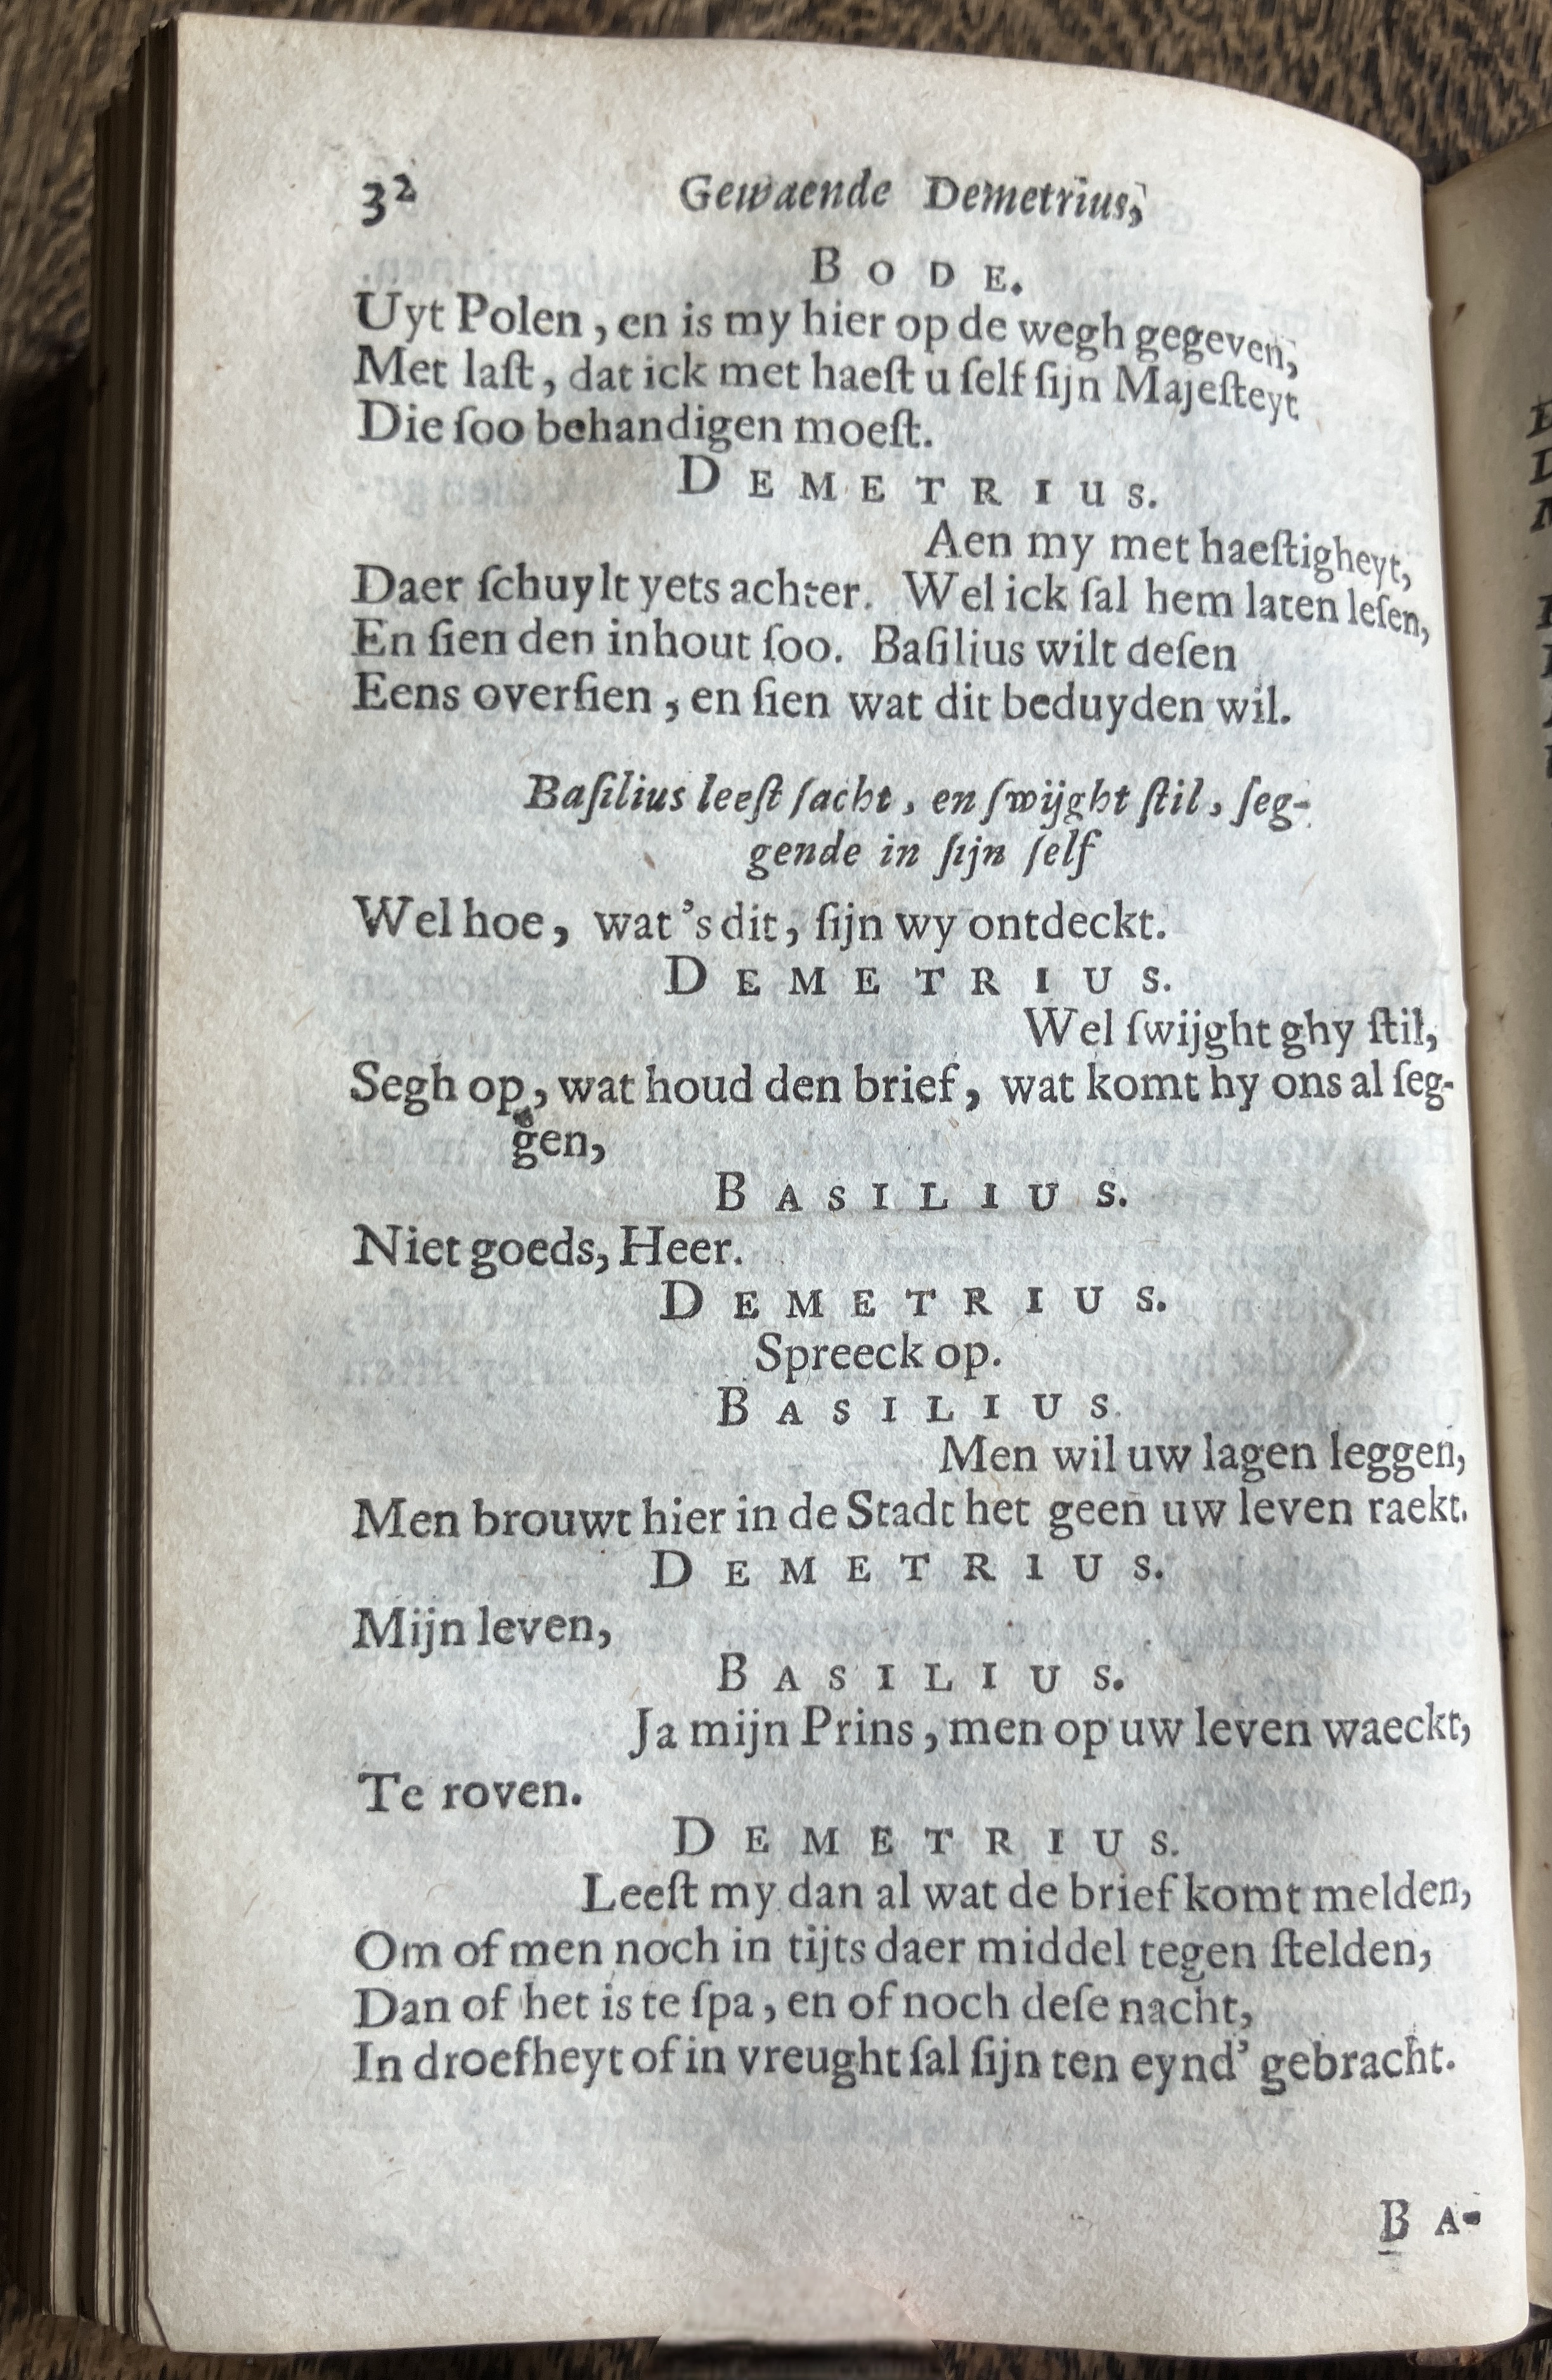 32 Gewaende Demetrius,
BODE.
Uyt Polen, en is my hier op de wegh gegeven,
Met laſt, dat ick met haeſt u ſelf ſijn Majeſteyt
Die ſoo behandigen moeſt.
DEMETRIUS.
Aen my met haeſtigheyt,
Daer ſchuylt yets achter. Wel ick ſal hem laten leſen,
En ſien den inhout ſoo. Baſilius wilt deſen
Eens overſien, en ſien wat dit beduyden wil.
Baſilius leeſt ſacht, en ſwijght ſtil, ſeg-
gende in ſijn ſelf
Wel hoe, wat's dit, ſijn wy ontdeckt.
DEMETRIUS.
Wel ſwijght ghy ſtil,
Segh op, wat houd den brief, wat komt hy ons al ſeg-
gen,
BASILIUS.
Niet goeds, Heer.
DEMETRIUS.
Spreeck op.
BASILIUS.
Men wil uw lagen leggen,
Men brouwt hier in de Stadt het geen uw leven raekt.
DEMETRIUS.
Mijn leven,
BASILIUS.
Ja mijn Prins, men op uw leven waeckt,
Te roven.
DEMETRIUS.
Leeſt my dan al wat de brief komt melden,
Om of men noch in tijts daer middel tegen ſtelden,
Dan of het is te ſpa, en of noch deſe nacht,
In droefheyt of in vreught ſal ſijn ten eynd' gebracht.
BA-